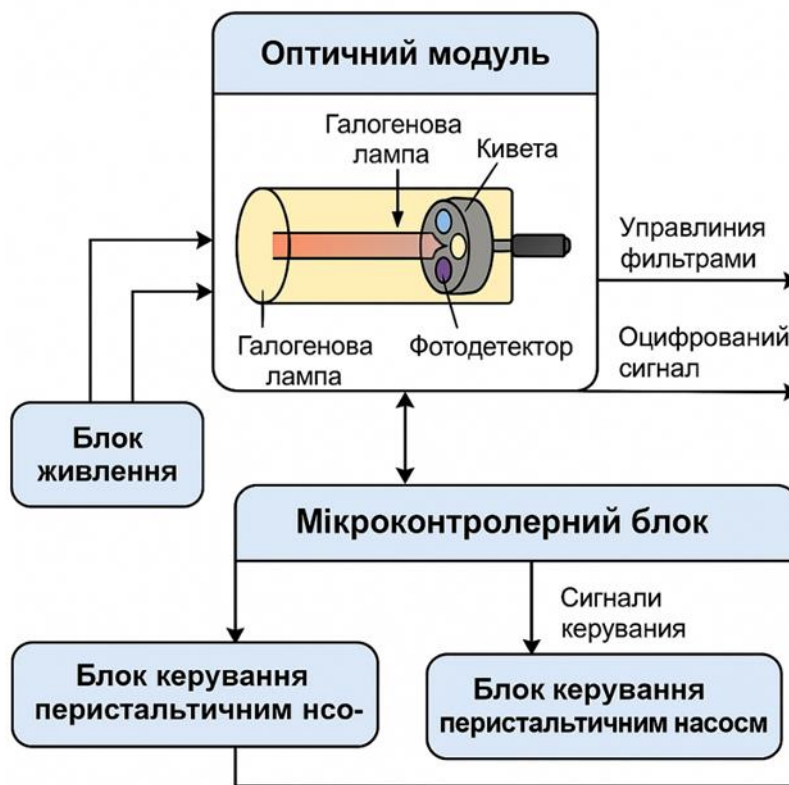 Оптичний модуль
Галогенова
лампа
Кивета
Галогенова
лампа
Фотодетектор
Управлиния
фильтрами
Оцифрований
сигнал
Блок
живлення
Мікроконтролерний блок
Сигнали
керування
Блок керування
перистальтичним нсо-
Блок керування
перистальтичним насосм